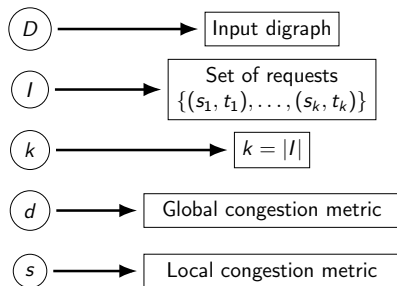 D Input digraph
I Set of requests
{(s₁, t₁), . . . , (sₖ, tₖ)}
k k = |I|
d Global congestion metric
s Local congestion metric